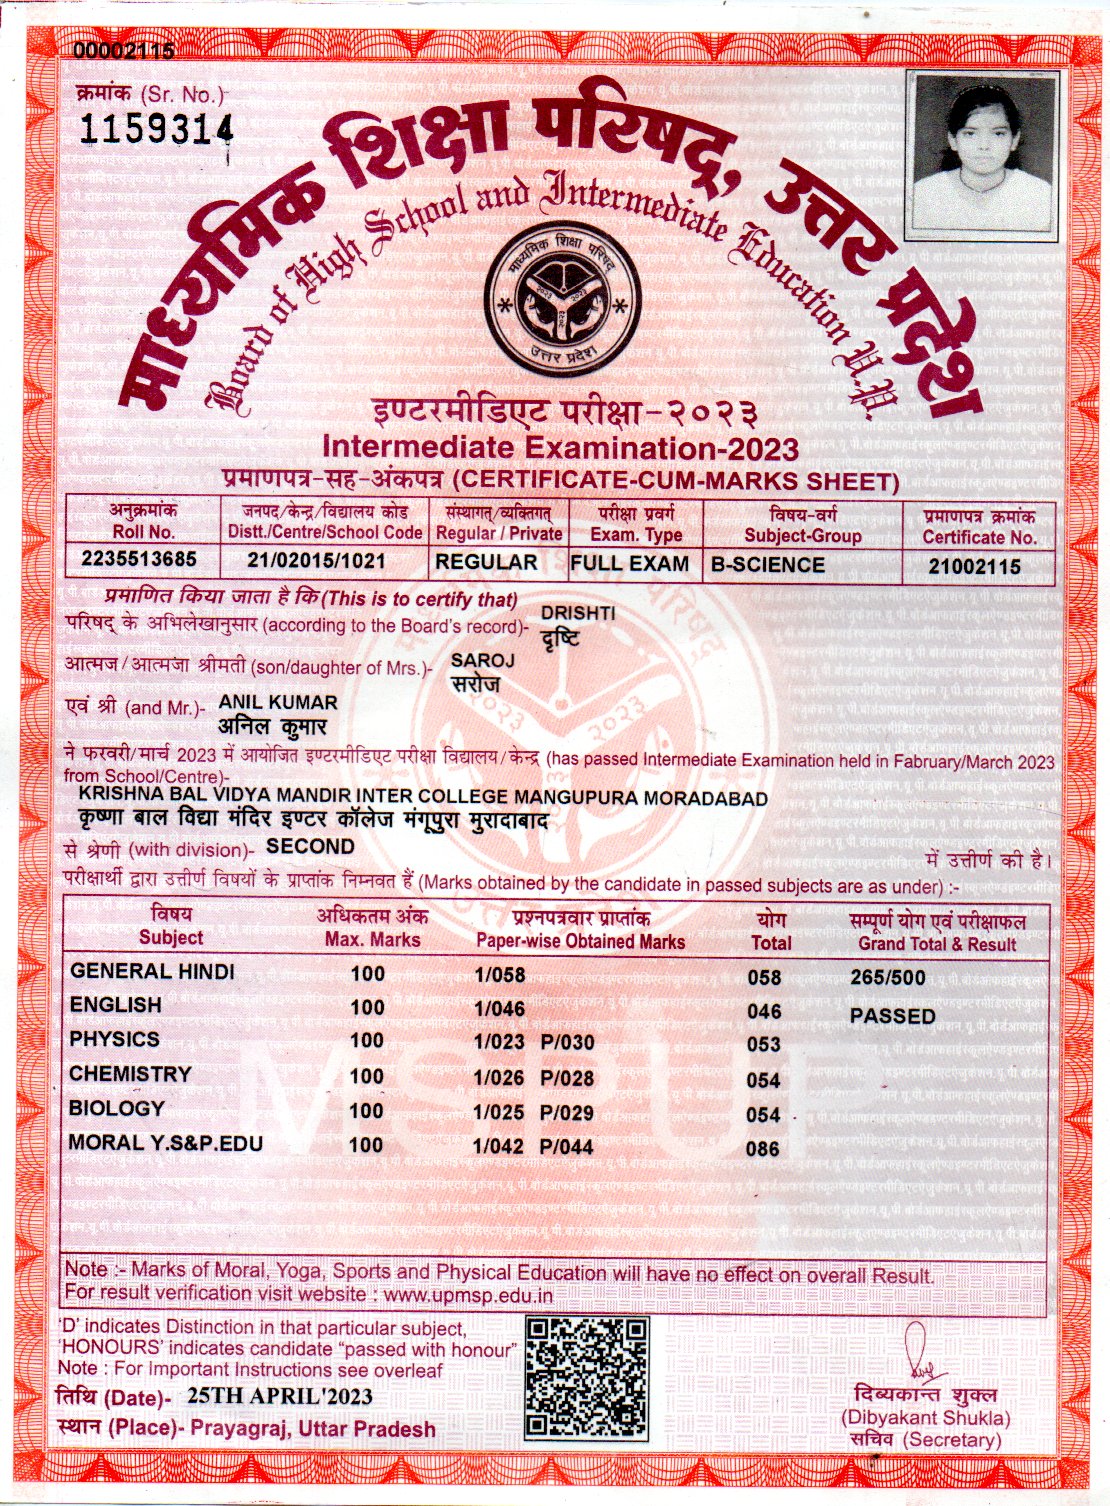 00002115
क्रमांक (Sr. No.)
1159314
माध्यमिक शिक्षा परिषद्, उत्तर प्रदेश
Board of High School and Intermediate Education U.P.
माध्यमिक शिक्षा परिषद
२०२३ २०२३
२०२३
उत्तर प्रदेश
इण्टरमीडिएट परीक्षा-२०२३
Intermediate Examination-2023
प्रमाणपत्र-सह-अंकपत्र (CERTIFICATE-CUM-MARKS SHEET)
अनुक्रमांक जनपद/केन्द्र/विद्यालय कोड संस्थागत्/व्यक्तिगत् परीक्षा प्रवर्ग विषय-वर्ग प्रमाणपत्र क्रमांक
Roll No. Distt./Centre/School Code Regular / Private Exam. Type Subject-Group Certificate No.
2235513685 21/02015/1021 REGULAR FULL EXAM B-SCIENCE 21002115
प्रमाणित किया जाता है कि (This is to certify that)
परिषद् के अभिलेखानुसार (according to the Board's record)- DRISHTI
दृष्टि
आत्मज/आत्मजा श्रीमती (son/daughter of Mrs.)- SAROJ
सरोज
एवं श्री (and Mr.)- ANIL KUMAR
अनिल कुमार
ने फरवरी/मार्च 2023 में आयोजित इण्टरमीडिएट परीक्षा विद्यालय/केन्द्र (has passed Intermediate Examination held in Fabruary/March 2023
from School/Centre)-
KRISHNA BAL VIDYA MANDIR INTER COLLEGE MANGUPURA MORADABAD
कृष्णा बाल विद्या मंदिर इण्टर कॉलेज मंगूपुरा मुरादाबाद
से श्रेणी (with division)- SECOND में उत्तीर्ण की है।
परीक्षार्थी द्वारा उत्तीर्ण विषयों के प्राप्तांक निम्नवत हैं (Marks obtained by the candidate in passed subjects are as under) :-
विषय अधिकतम अंक प्रश्नपत्रवार प्राप्तांक योग सम्पूर्ण योग एवं परीक्षाफल
Subject Max. Marks Paper-wise Obtained Marks Total Grand Total & Result
GENERAL HINDI 100 1/058 058 265/500
ENGLISH 100 1/046 046 PASSED
PHYSICS 100 1/023 P/030 053
CHEMISTRY 100 1/026 P/028 054
BIOLOGY 100 1/025 P/029 054
MORAL Y.S&P.EDU 100 1/042 P/044 086
MSPUP
Note :- Marks of Moral, Yoga, Sports and Physical Education will have no effect on overall Result.
For result verification visit website : www.upmsp.edu.in
'D' indicates Distinction in that particular subject,
'HONOURS' indicates candidate "passed with honour"
Note : For Important Instructions see overleaf
तिथि (Date)- 25TH APRIL'2023
स्थान (Place)- Prayagraj, Uttar Pradesh
दिब्यकान्त शुक्ल
(Dibyakant Shukla)
सचिव (Secretary)